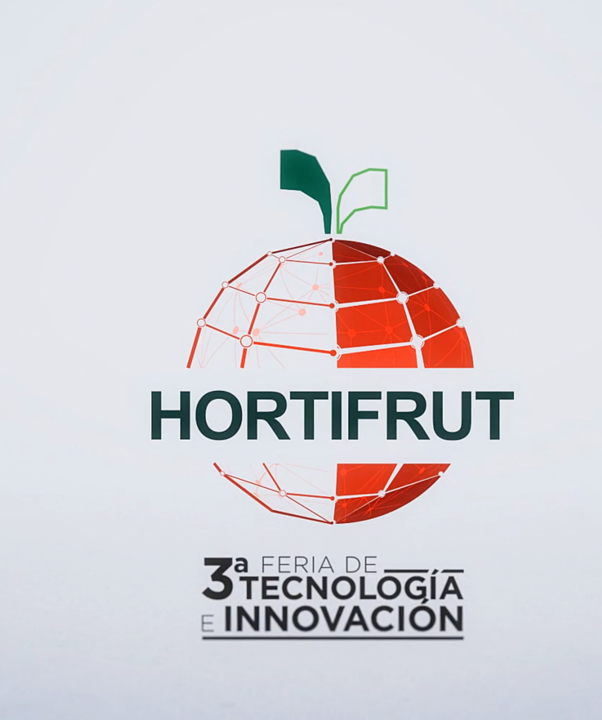 HORTIFRUT
3ª FERIA DE
TECNOLOGÍA
E INNOVACIÓN